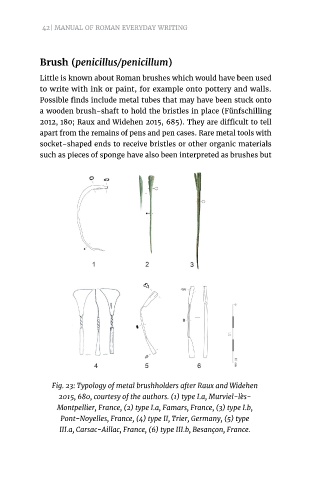 42| MANUAL OF ROMAN EVERYDAY WRITING
Brush (penicillus/penicillum)
Little is known about Roman brushes which would have been used
to write with ink or paint, for example onto pottery and walls.
Possible finds include metal tubes that may have been stuck onto
a wooden brush-shaft to hold the bristles in place (Fünfschilling
2012, 180; Raux and Widehen 2015, 685). They are difficult to tell
apart from the remains of pens and pen cases. Rare metal tools with
socket-shaped ends to receive bristles or other organic materials
such as pieces of sponge have also been interpreted as brushes but
1 2 3
4 5 6
Fig. 23: Typology of metal brushholders after Raux and Widehen
2015, 680, courtesy of the authors. (1) type I.a, Murviel-lès-
Montpellier, France, (2) type I.a, Famars, France, (3) type I.b,
Pont-Noyelles, France, (4) type II, Trier, Germany, (5) type
III.a, Carsac-Aillac, France, (6) type III.b, Besançon, France.